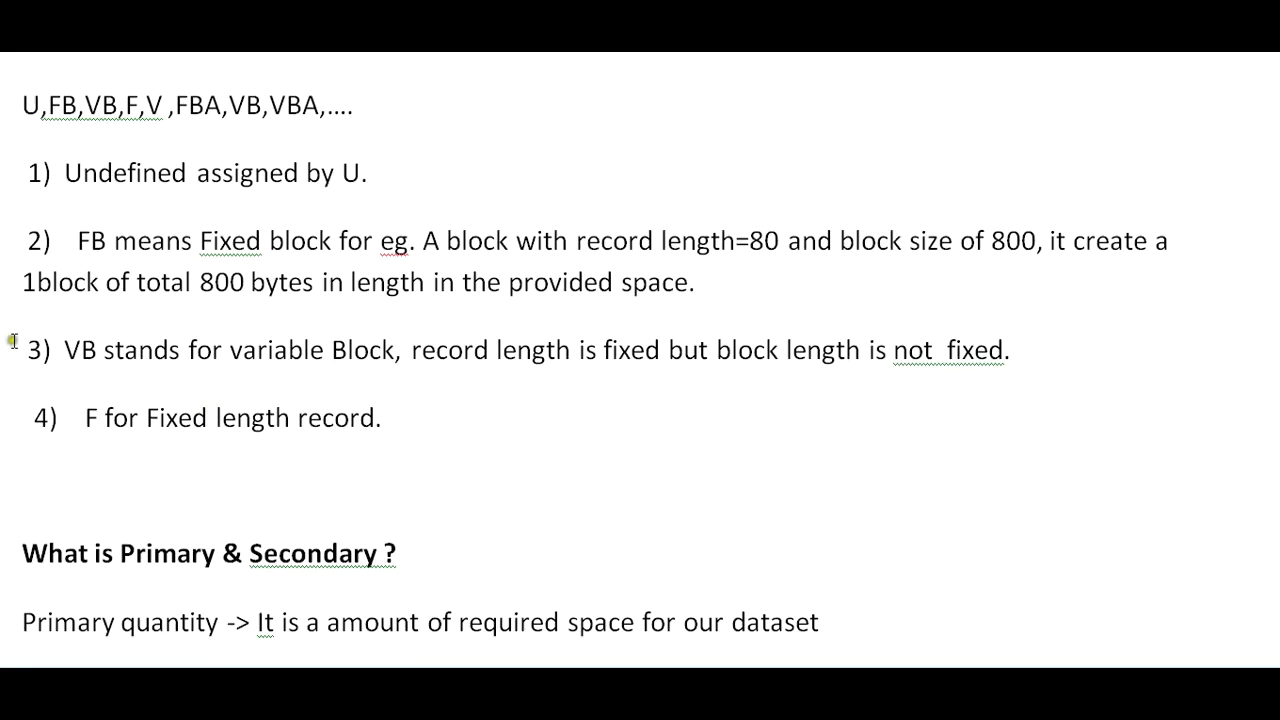 U,FB,VB,F,V ,FBA,VB,VBA,....
1) Undefined assigned by U.
2) FB means Fixed block for eg. A block with record length=80 and block size of 800, it create a
1block of total 800 bytes in length in the provided space.
3) VB stands for variable Block, record length is fixed but block length is not fixed.
4) F for Fixed length record.
What is Primary & Secondary ?
Primary quantity -> It is a amount of required space for our dataset